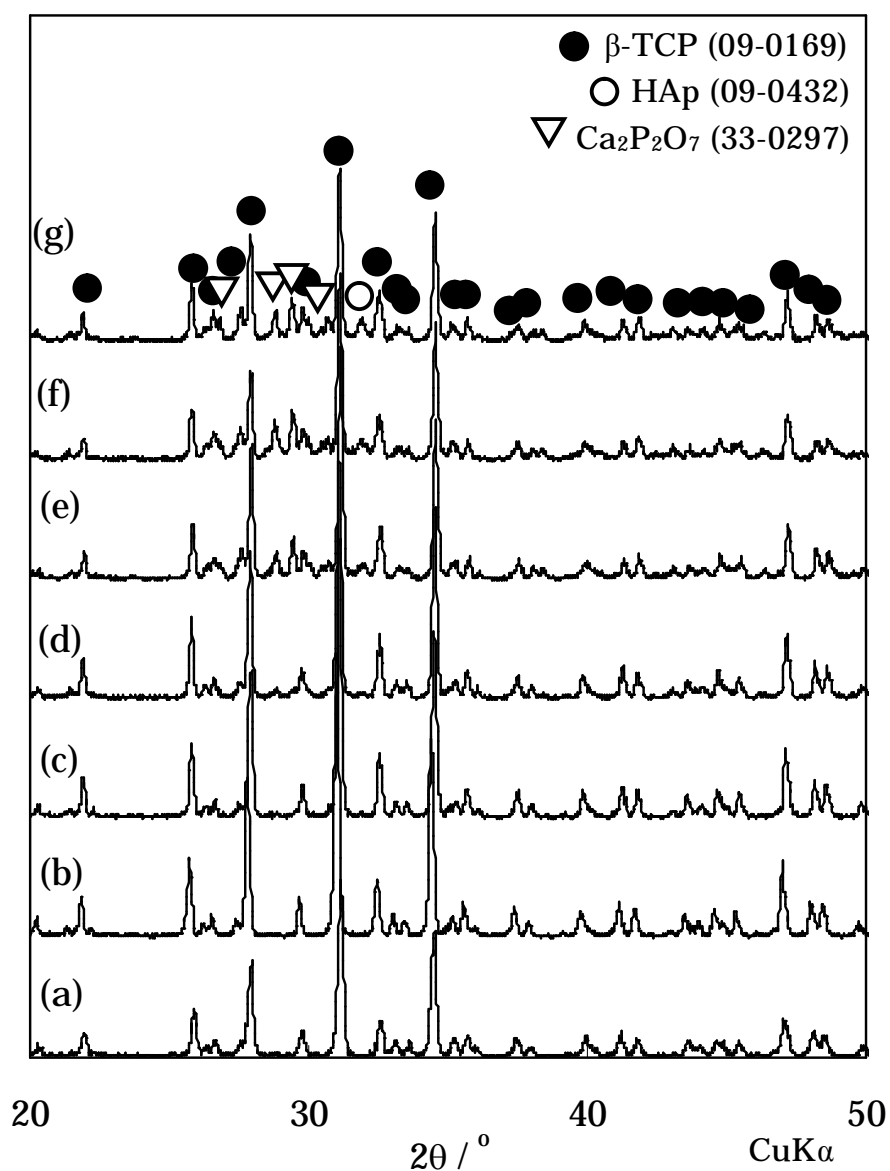 ● β-TCP (09-0169)
○ HAp (09-0432)
▽ Ca₂P₂O₇ (33-0297)
(g)
(f)
(e)
(d)
(c)
(b)
(a)
20 30 40 50
2θ / ° CuKα